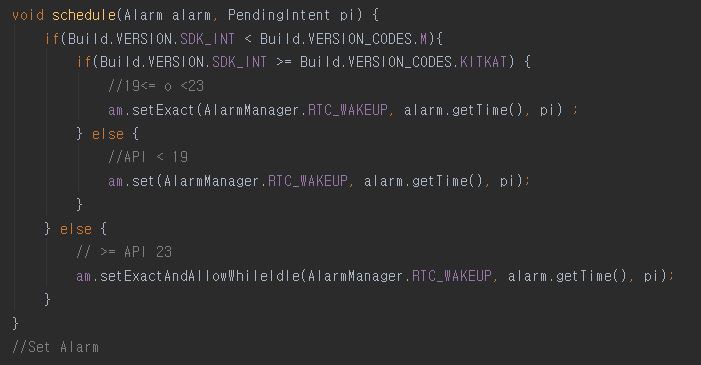 void schedule(Alarm alarm, PendingIntent pi) {
    if(Build.VERSION.SDK_INT < Build.VERSION_CODES.M){
        if(Build.VERSION.SDK_INT >= Build.VERSION_CODES.KITKAT) {
            //19<= o <23
            am.setExact(AlarmManager.RTC_WAKEUP, alarm.getTime(), pi) ;
        } else {
            //API < 19
            am.set(AlarmManager.RTC_WAKEUP, alarm.getTime(), pi);
        }
    } else {
        // >= API 23
        am.setExactAndAllowWhileIdle(AlarmManager.RTC_WAKEUP, alarm.getTime(), pi);
    }
}
//Set Alarm